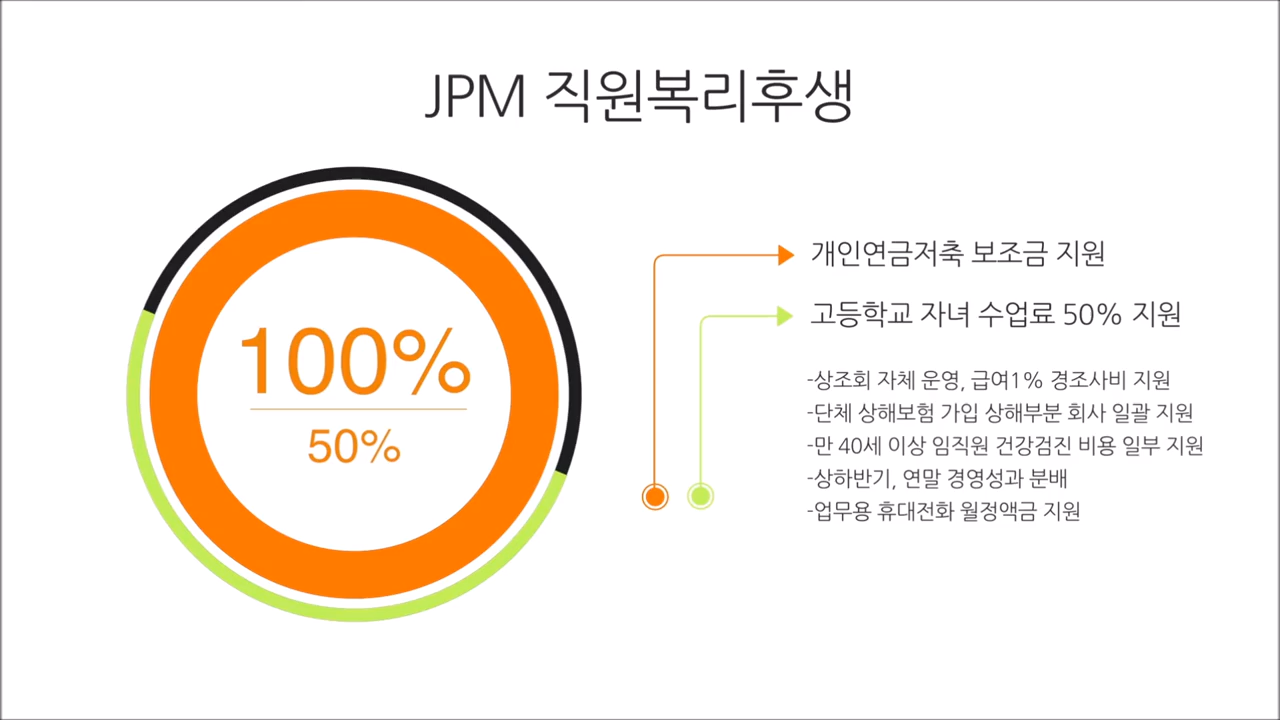 JPM 직원복리후생
100%
50%
개인연금저축 보조금 지원
고등학교 자녀 수업료 50% 지원
-상조회 자체 운영, 급여1% 경조사비 지원
-단체 상해보험 가입 상해부분 회사 일괄 지원
-만 40세 이상 임직원 건강검진 비용 일부 지원
-상하반기, 연말 경영성과 분배
-업무용 휴대전화 월정액금 지원